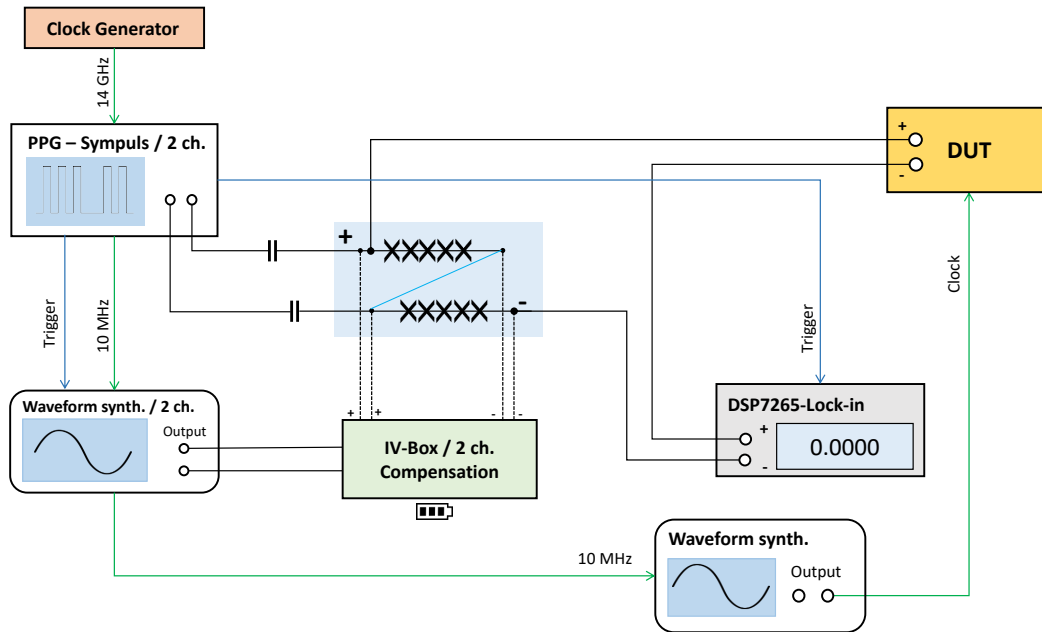 Clock Generator
14 GHz
PPG – Sympuls / 2 ch.
Trigger
10 MHz
+
-
+
-
DUT
Clock
Trigger
Waveform synth. / 2 ch.
Output
+ + - -
IV-Box / 2 ch.
Compensation
DSP7265-Lock-in
+
-
0.0000
10 MHz
Waveform synth.
Output